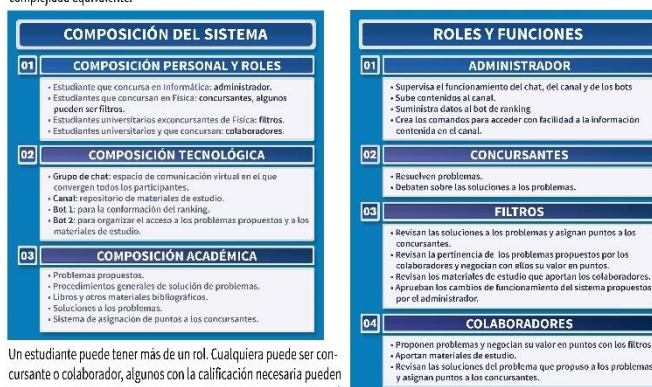 complejidad equivalente.
COMPOSICIÓN DEL SISTEMA
01 COMPOSICIÓN PERSONAL Y ROLES
• Estudiante que concursa en Informática: administrador.
• Estudiantes que concursan en Física: concursantes, algunos
pueden ser filtros.
• Estudiantes universitarios exconcursantes de Física: filtros.
• Estudiantes universitarios y que concursan: colaboradores.
02 COMPOSICIÓN TECNOLÓGICA
• Grupo de chat: espacio de comunicación virtual en el que
convergen todos los participantes.
• Canal: repositorio de materiales de estudio.
• Bot 1: para la conformación del ranking.
• Bot 2: para organizar el acceso a los problemas propuestos y a los
materiales de estudio.
03 COMPOSICIÓN ACADÉMICA
• Problemas propuestos.
• Procedimientos generales de solución de problemas.
• Libros y otros materiales bibliográficos.
• Soluciones a los problemas.
• Sistema de asignación de puntos a los concursantes.
Un estudiante puede tener más de un rol. Cualquiera puede ser con-
cursante o colaborador, algunos con la calificación necesaria pueden
ROLES Y FUNCIONES
01 ADMINISTRADOR
• Supervisa el funcionamiento del chat, del canal y de los bots
• Sube contenidos al canal.
• Suministra datos al bot de ranking
• Crea los comandos para acceder con facilidad a la información
contenida en el canal.
02 CONCURSANTES
• Resuelven problemas.
• Debaten sobre las soluciones a los problemas.
03 FILTROS
• Revisan las soluciones a los problemas y asignan puntos a los
concursantes.
• Revisan la pertinencia de los problemas propuestos por los
colaboradores y negocian con ellos su valor en puntos.
• Revisan los materiales de estudio que aportan los colaboradores.
• Aprueban los cambios de funcionamiento del sistema propuestos
por el administrador.
04 COLABORADORES
• Proponen problemas y negocian su valor en puntos con los filtros
• Aportan materiales de estudio.
• Revisan las soluciones del problema que propuso a los problemas
y asignan puntos a los concursantes.